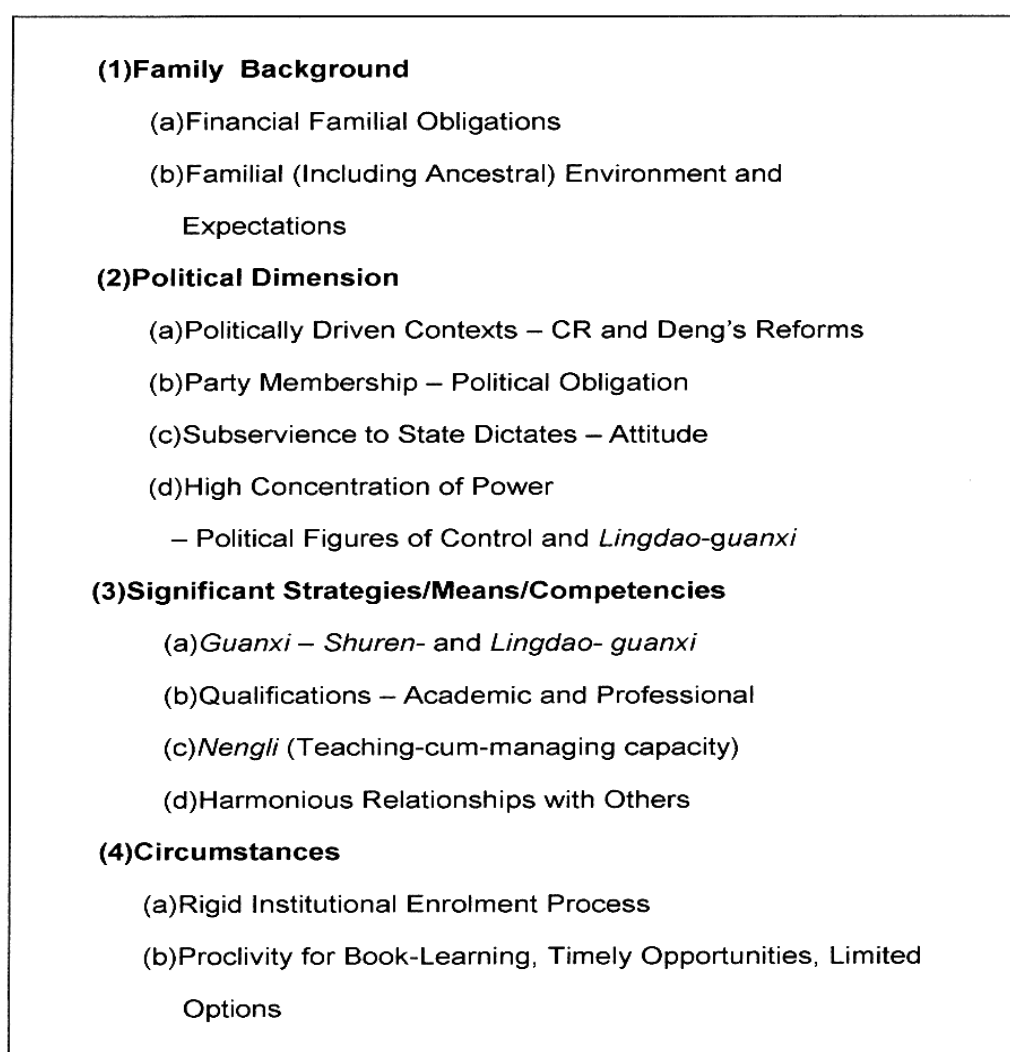 (1)Family Background
(a)Financial Familial Obligations
(b)Familial (Including Ancestral) Environment and
Expectations
(2)Political Dimension
(a)Politically Driven Contexts – CR and Deng's Reforms
(b)Party Membership – Political Obligation
(c)Subservience to State Dictates – Attitude
(d)High Concentration of Power
– Political Figures of Control and Lingdao-guanxi
(3)Significant Strategies/Means/Competencies
(a)Guanxi – Shuren- and Lingdao- guanxi
(b)Qualifications – Academic and Professional
(c)Nengli (Teaching-cum-managing capacity)
(d)Harmonious Relationships with Others
(4)Circumstances
(a)Rigid Institutional Enrolment Process
(b)Proclivity for Book-Learning, Timely Opportunities, Limited
Options